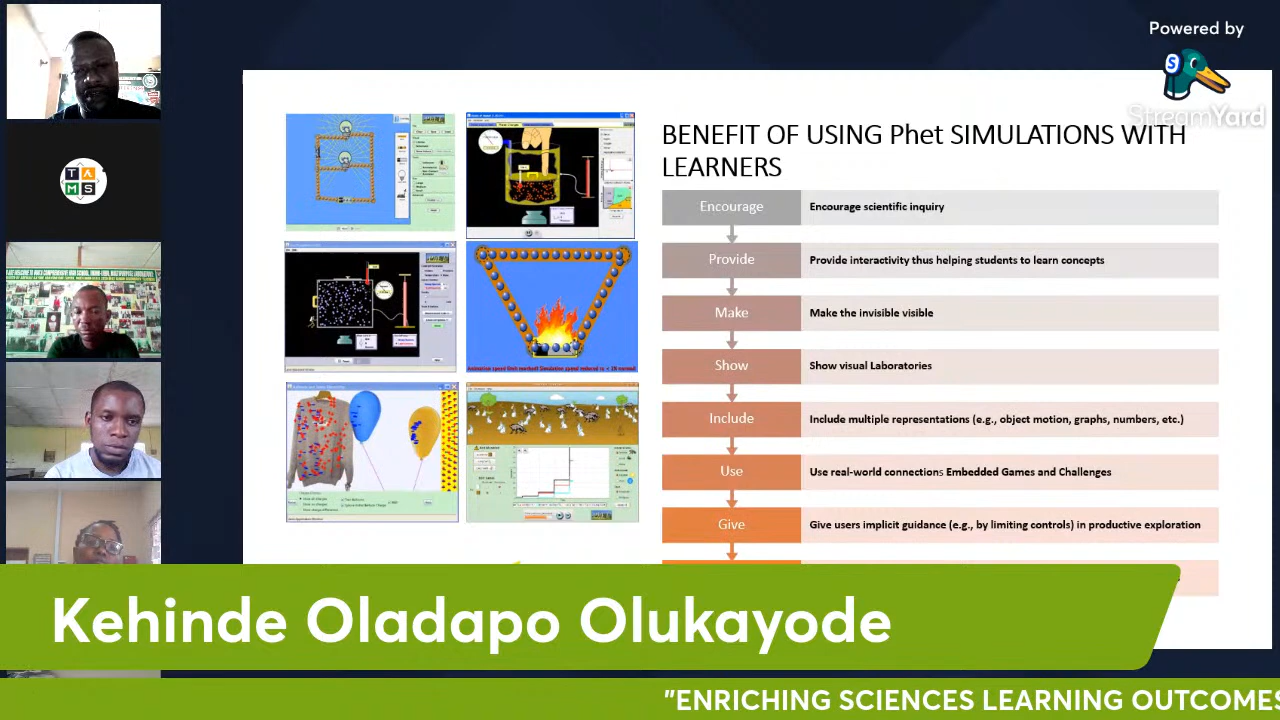 Powered by
StreamYard
BENEFIT OF USING Phet SIMULATIONS WITH
LEARNERS
Encourage
Encourage scientific inquiry
Provide
Provide interactivity thus helping students to learn concepts
Make
Make the invisible visible
Show
Show visual Laboratories
Include
Include multiple representations (e.g., object motion, graphs, numbers, etc.)
Use
Use real-world connections Embedded Games and Challenges
Give
Give users implicit guidance (e.g., by limiting controls) in productive exploration
TAMS
Kehinde Oladapo Olukayode
"ENRICHING SCIENCES LEARNING OUTCOMES